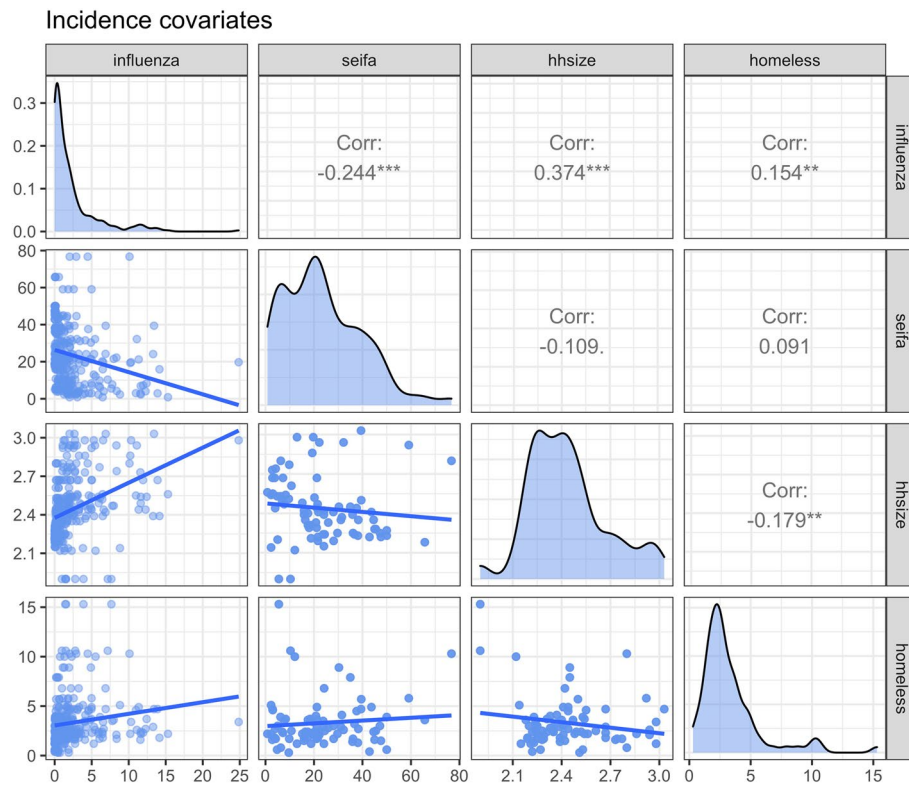 Incidence covariates
influenza seifa hhsize homeless
0.3
0.2
0.1
0.0
Corr:
-0.244***
Corr:
0.374***
Corr:
0.154**
influenza
80
60
40
20
0
Corr:
-0.109.
Corr:
0.091
seifa
3.0
2.7
2.4
2.1
Corr:
-0.179**
hhsize
15
10
5
0
homeless
0 5 10 15 20 25
0 20 40 60 80
2.1 2.4 2.7 3.0
0 5 10 15